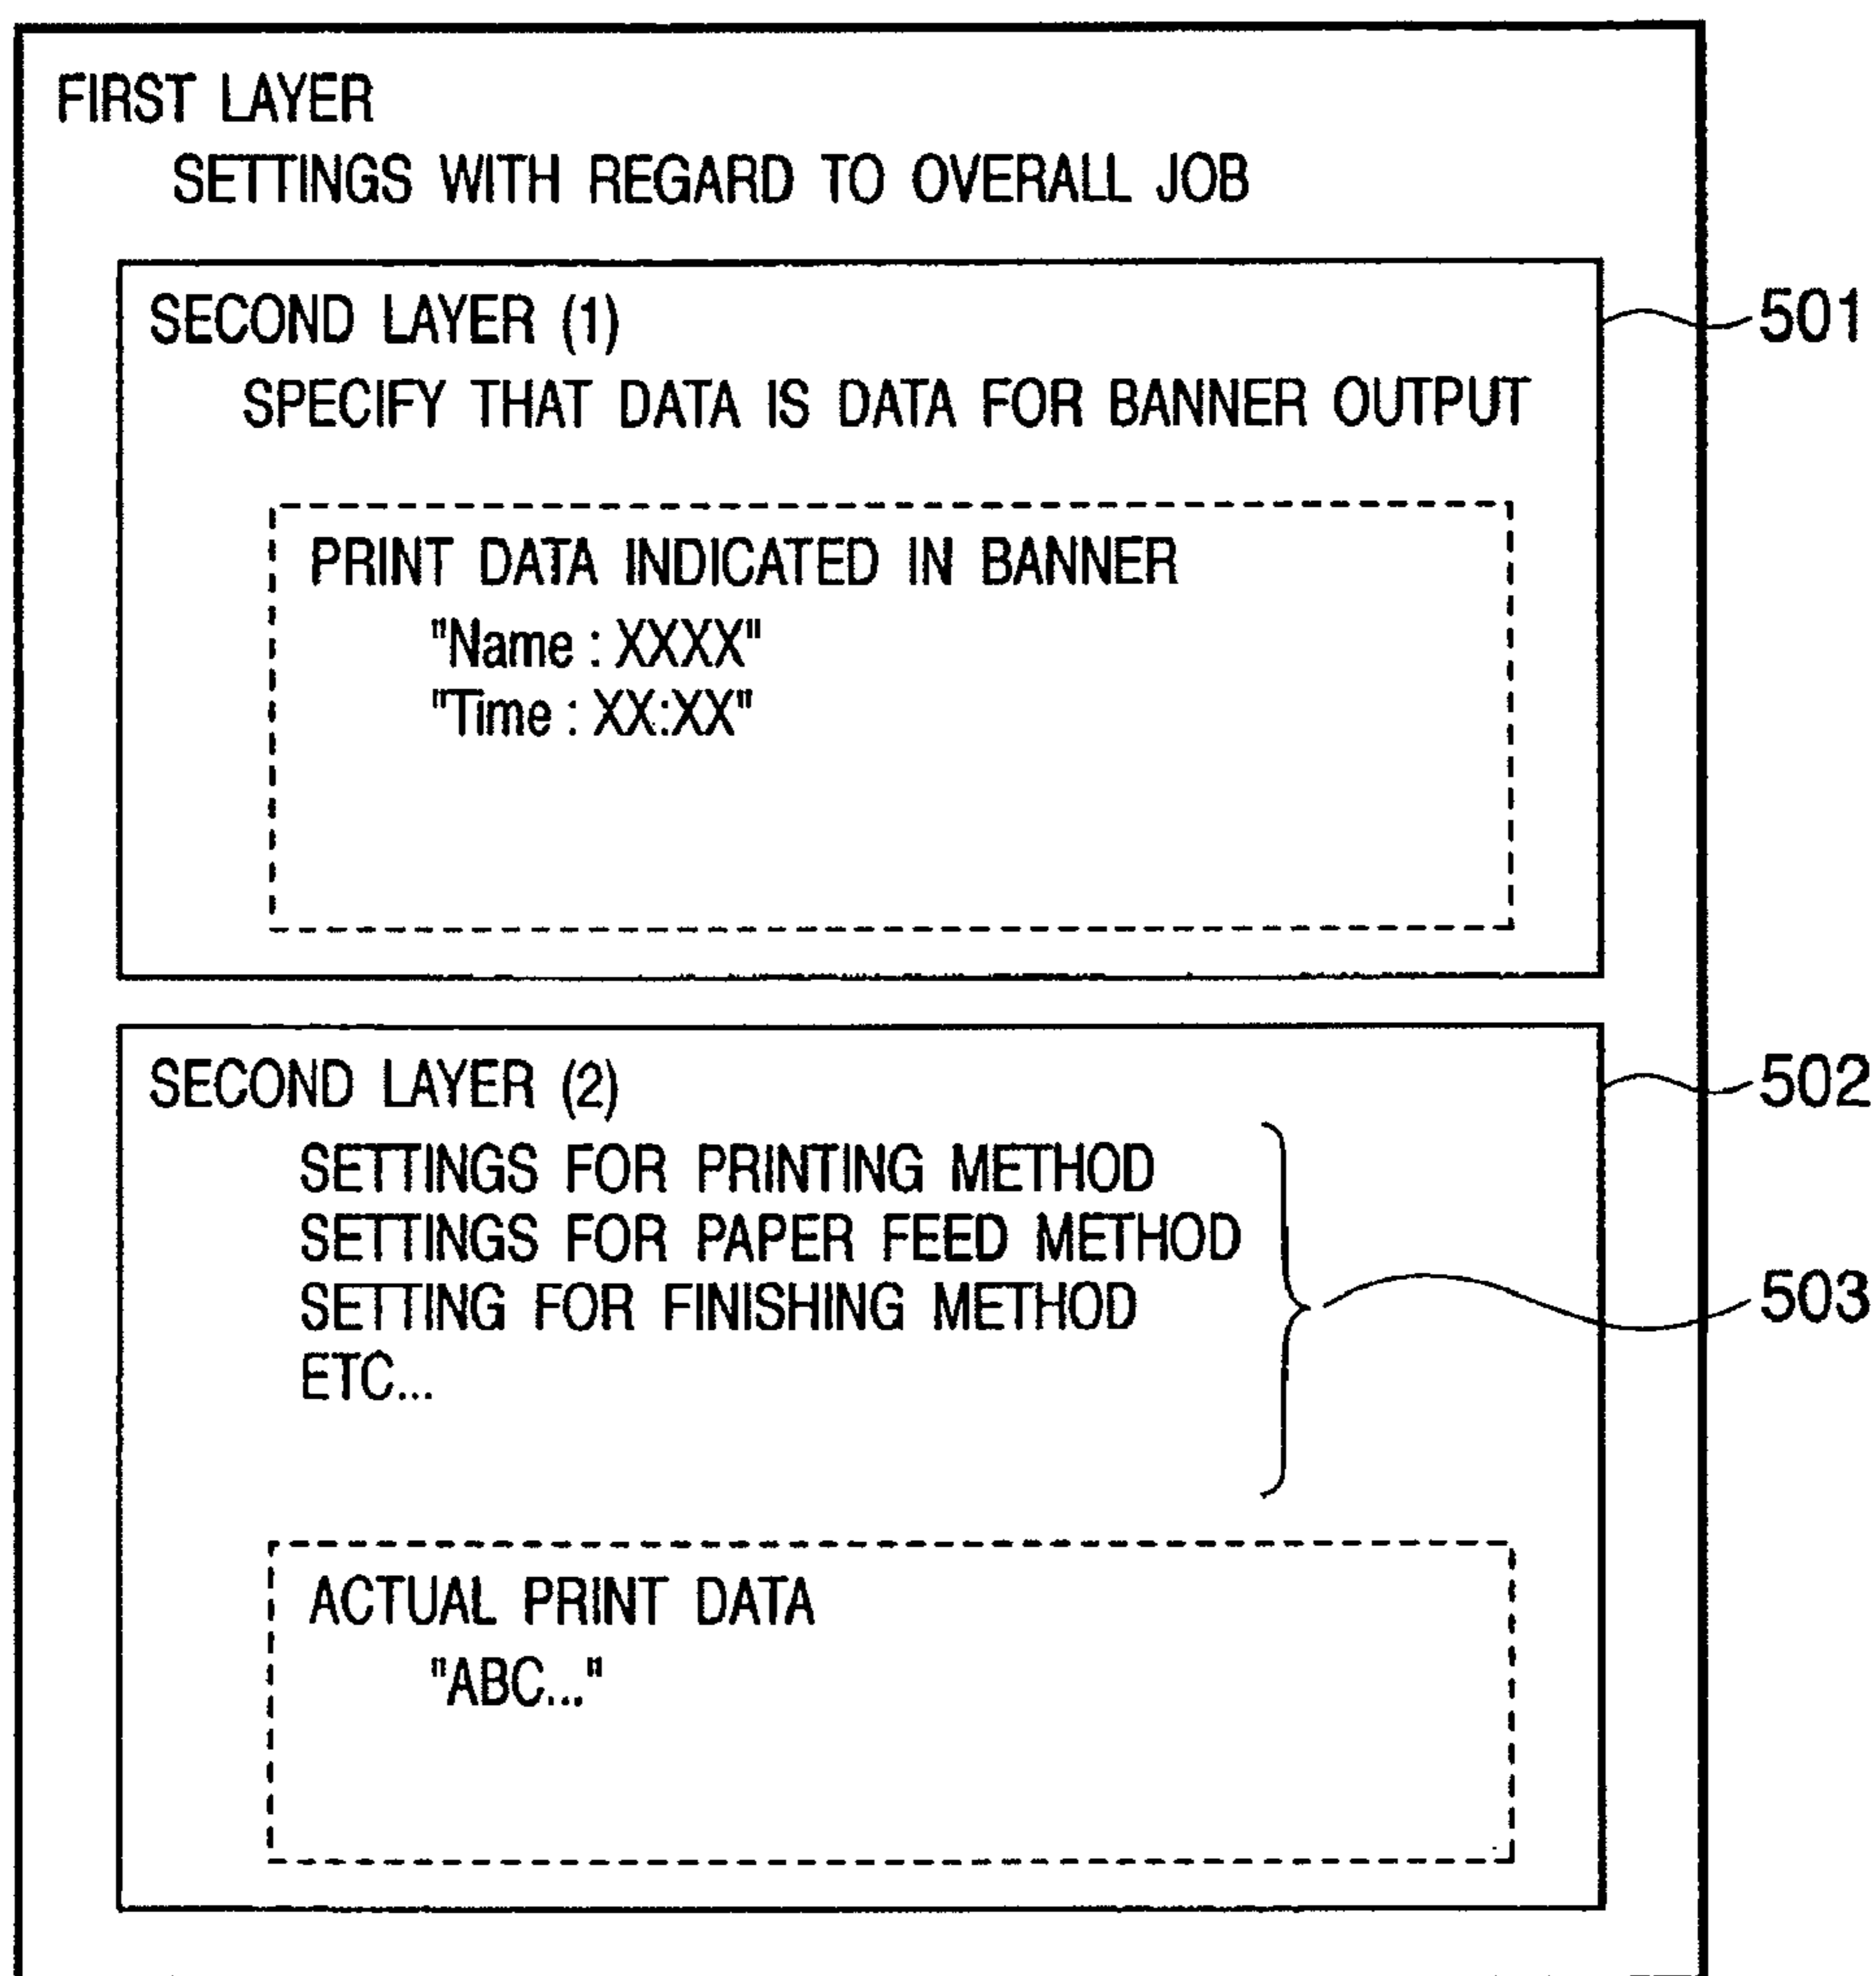 FIRST LAYER
SETTINGS WITH REGARD TO OVERALL JOB
SECOND LAYER (1)
501
SPECIFY THAT DATA IS DATA FOR BANNER OUTPUT
PRINT DATA INDICATED IN BANNER
"Name : XXXX"
"Time : XX:XX"
SECOND LAYER (2)
502
SETTINGS FOR PRINTING METHOD
SETTINGS FOR PAPER FEED METHOD
SETTING FOR FINISHING METHOD
503
ETC...
ACTUAL PRINT DATA
"ABC..."